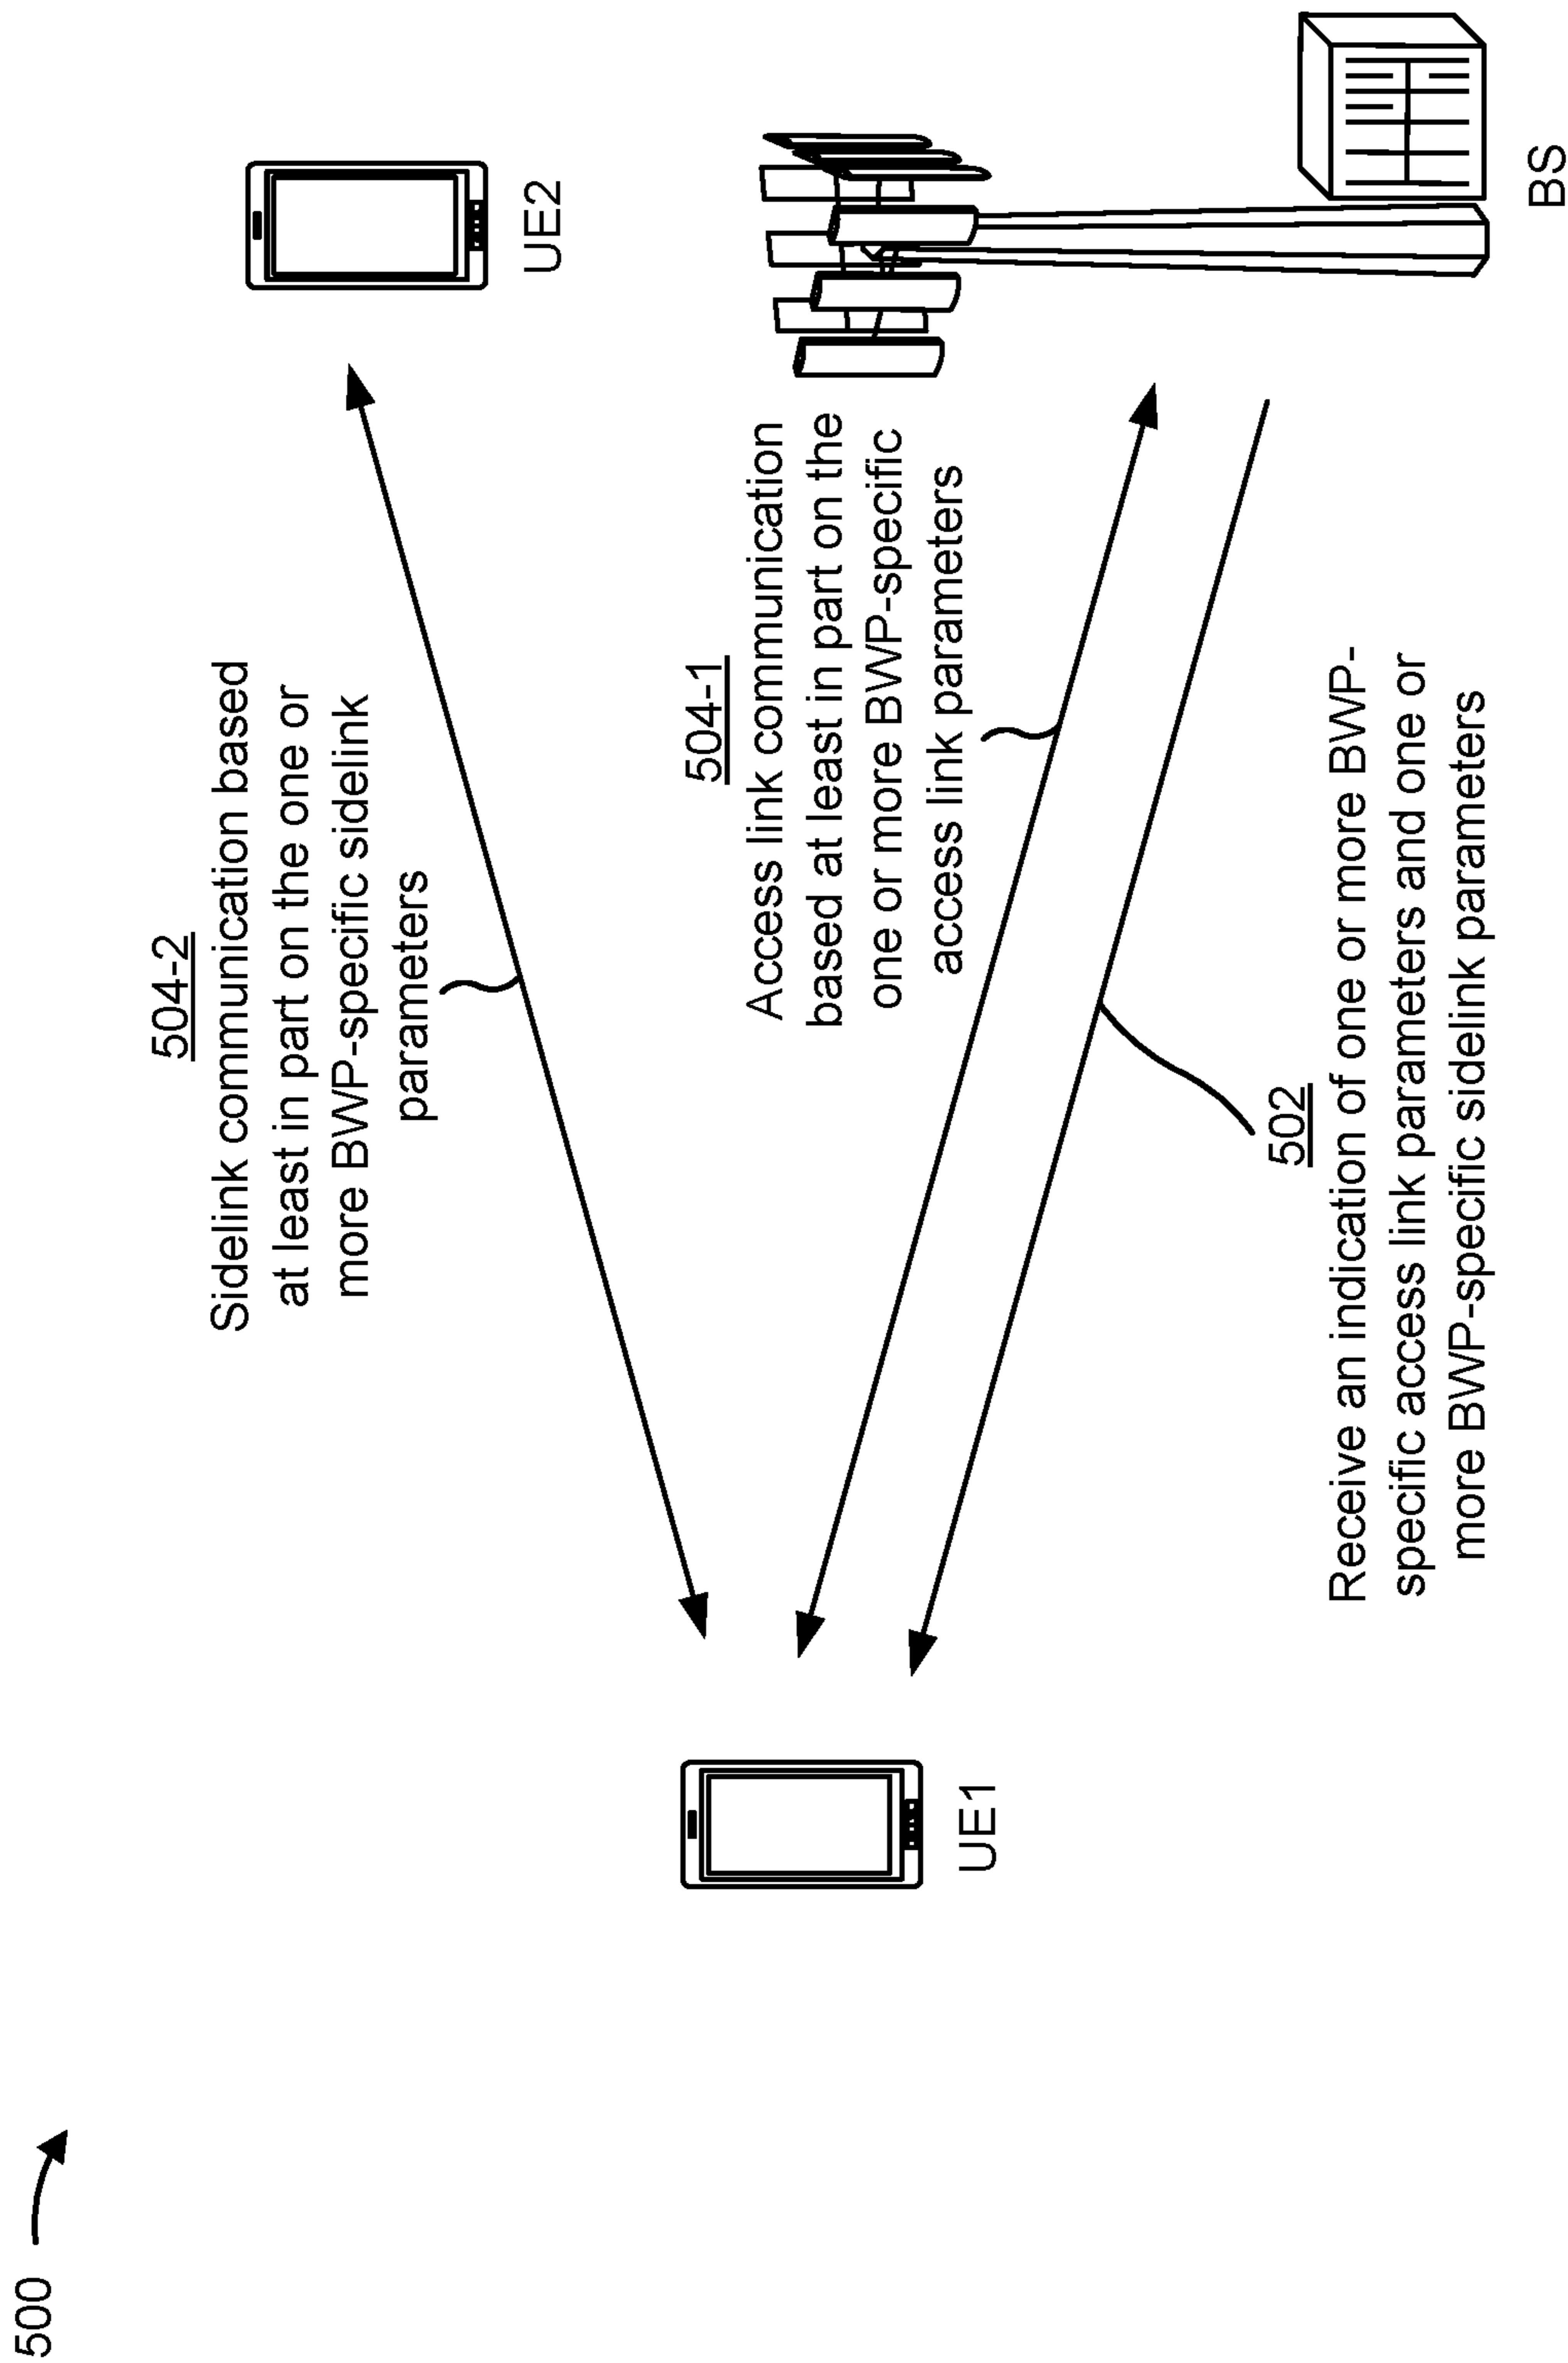 500
504-2
Sidelink communication based
at least in part on the one or
more BWP-specific sidelink
parameters
UE2
504-1
Access link communication
based at least in part on the
one or more BWP-specific
access link parameters
UE1
502
Receive an indication of one or more BWP-
specific access link parameters and one or
more BWP-specific sidelink parameters
BS